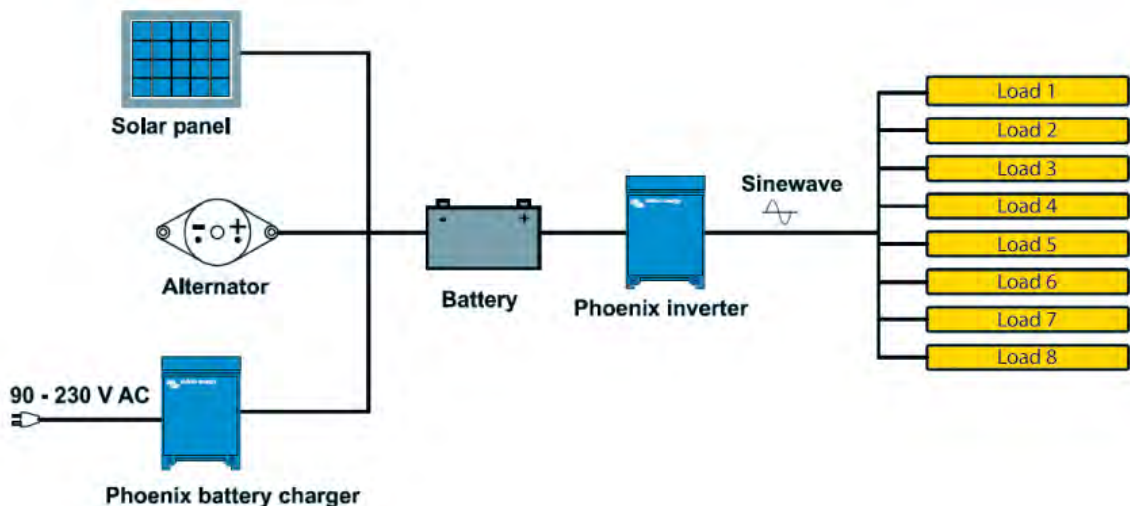 Solar panel
Alternator
90 - 230 V AC
Phoenix battery charger
-
+
Battery
Phoenix inverter
Sinewave
Load 1
Load 2
Load 3
Load 4
Load 5
Load 6
Load 7
Load 8